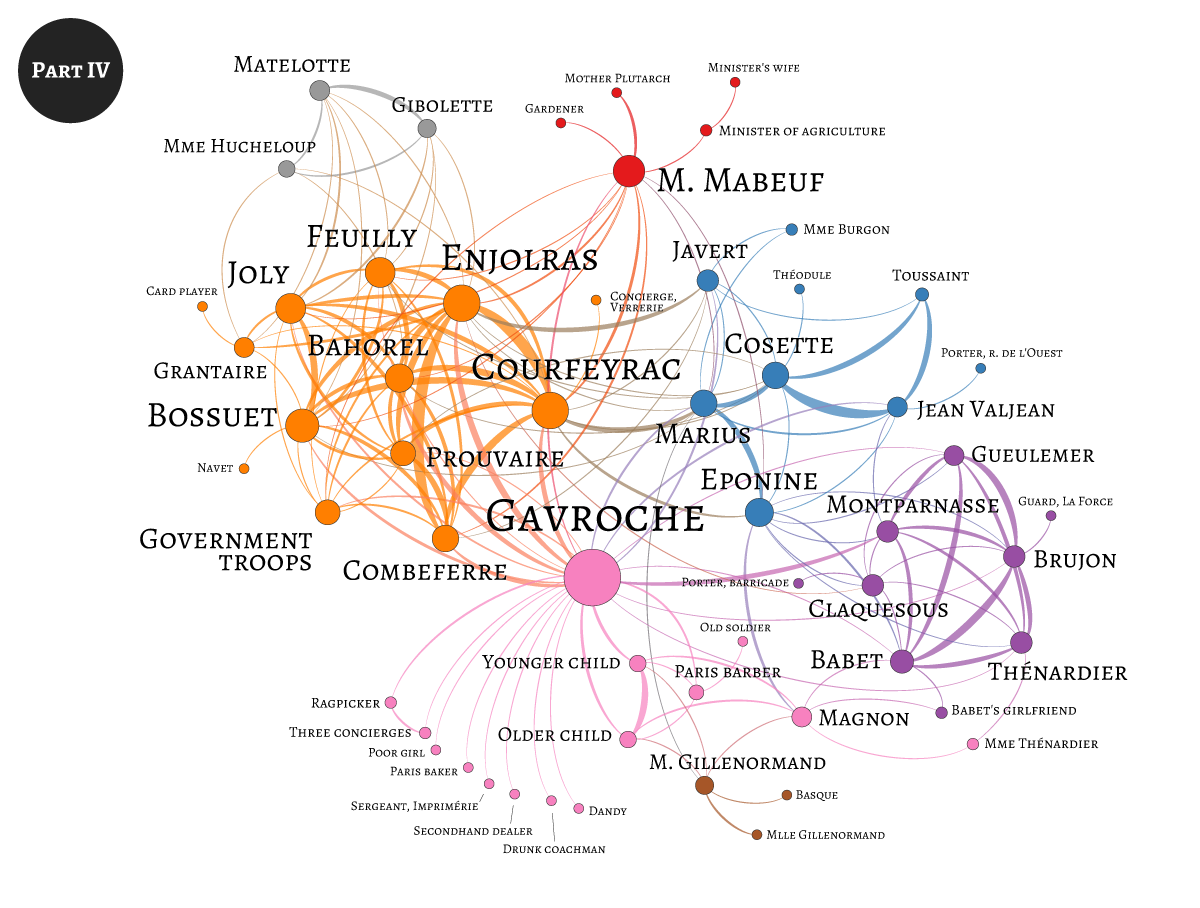 Part IV
Matelotte
Mother Plutarch
Minister's wife
Gibolette
Gardener
Minister of agriculture
Mme Hucheloup
M. Mabeuf
Mme Burgon
Feuilly
Enjolras
Javert
Joly
Théodule
Toussaint
Card player
Concierge,
Verrerie
Bahorel
Cosette
Porter, r. de l'Ouest
Grantaire
Courfeyrac
Bossuet
Jean Valjean
Marius
Navet
Prouvaire
Gueulemer
Eponine
Montparnasse
Guard, La Force
Gavroche
Government
troops
Brujon
Combeferre
Porter, barricade
Claquesous
Old soldier
Younger child
Babet
Paris barber
Thénardier
Ragpicker
Babet's girlfriend
Magnon
Three concierges
Older child
Mme Thénardier
Poor girl
M. Gillenormand
Paris baker
Basque
Sergeant, Imprimérie
Dandy
Secondhand dealer
Mlle Gillenormand
Drunk coachman